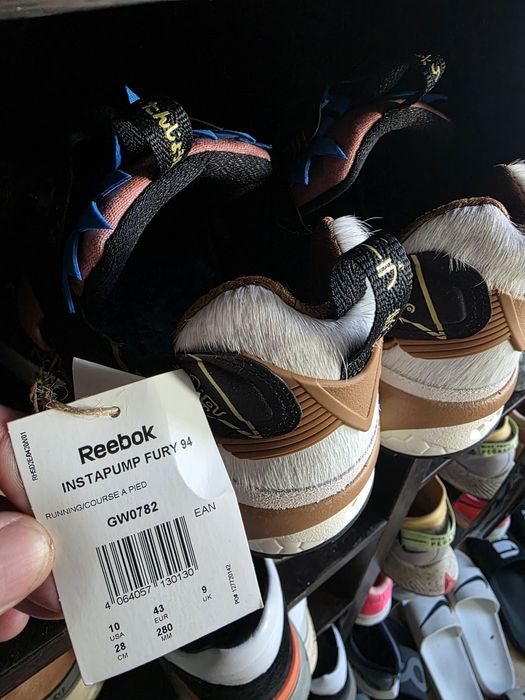 Reebok
INSTAPUMP FURY 94
RUNNING/COURSE A PIED
GW0782
EAN
4 064057 130130
10 43 9
USA EUR UK
28 280
CM MM